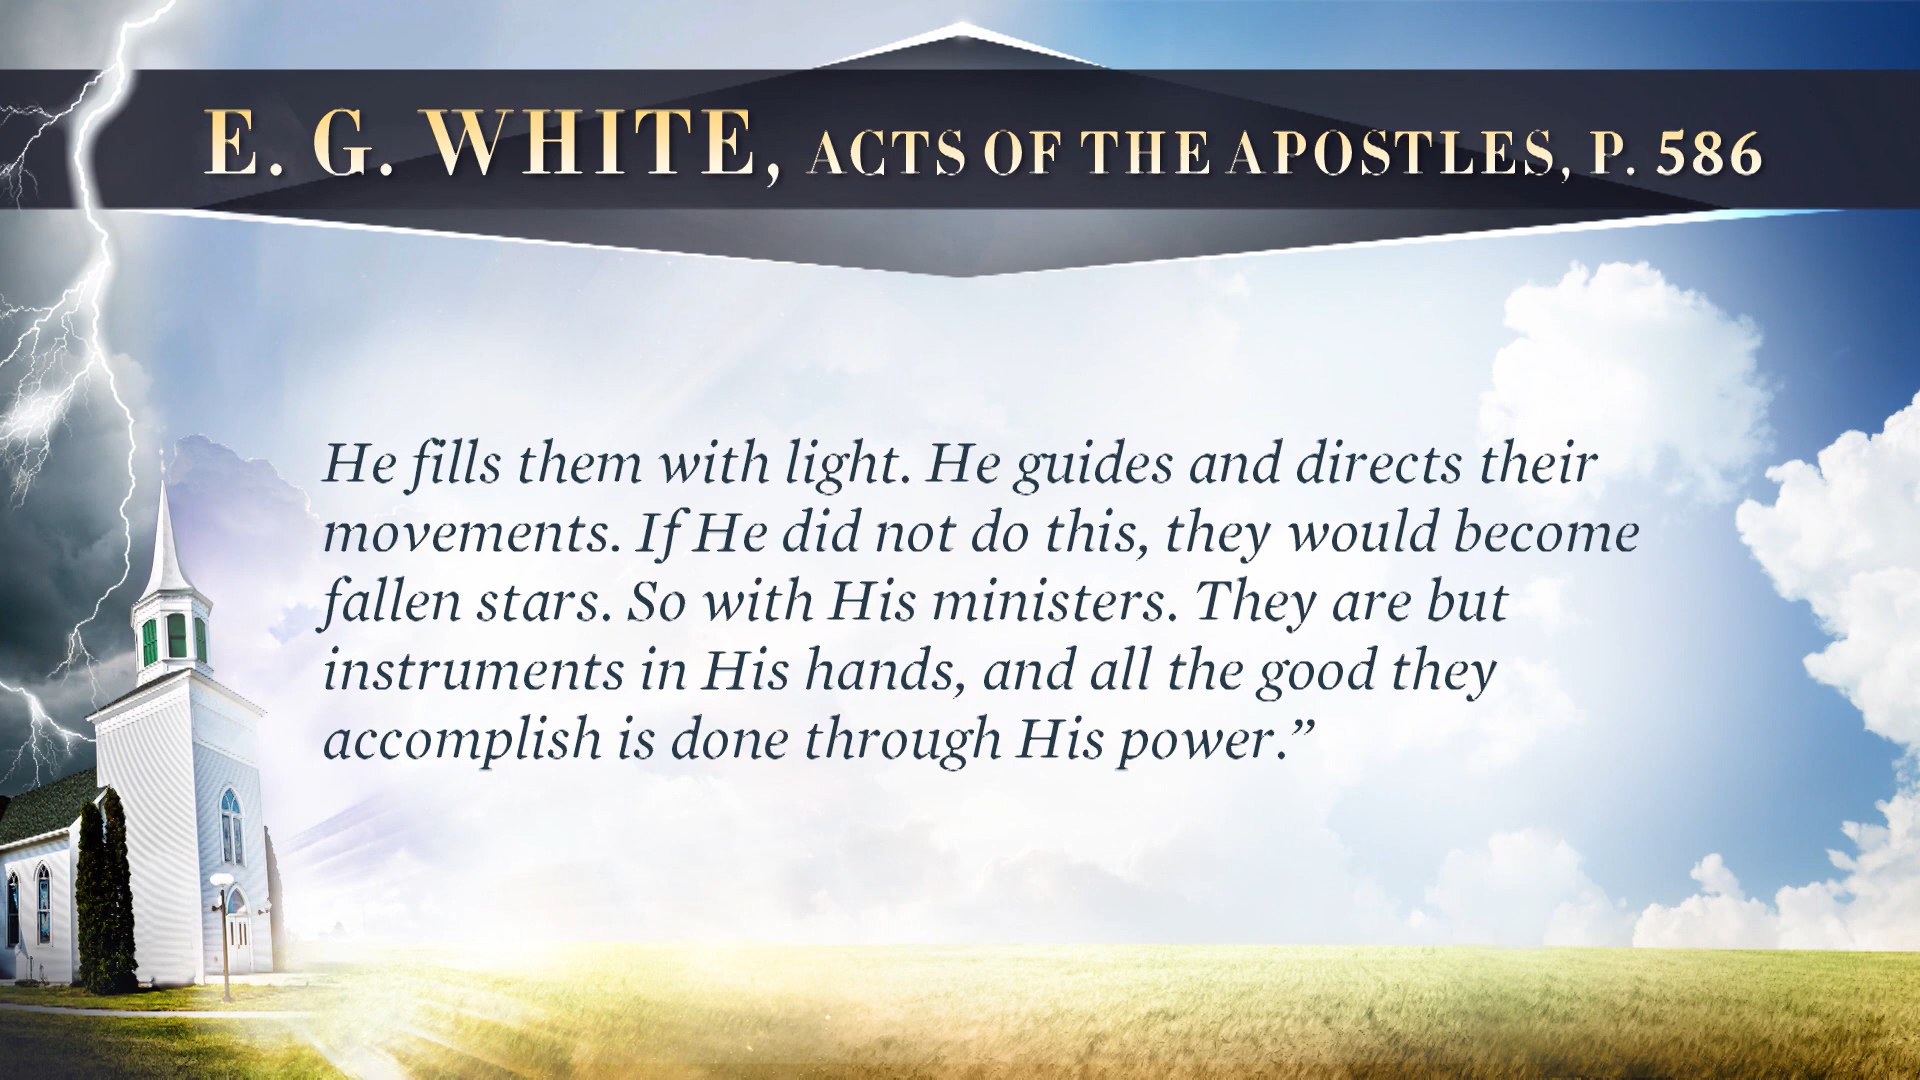 E. G. WHITE, ACTS OF THE APOSTLES, P. 586
He fills them with light. He guides and directs their
movements. If He did not do this, they would become
fallen stars. So with His ministers. They are but
instruments in His hands, and all the good they
accomplish is done through His power.”